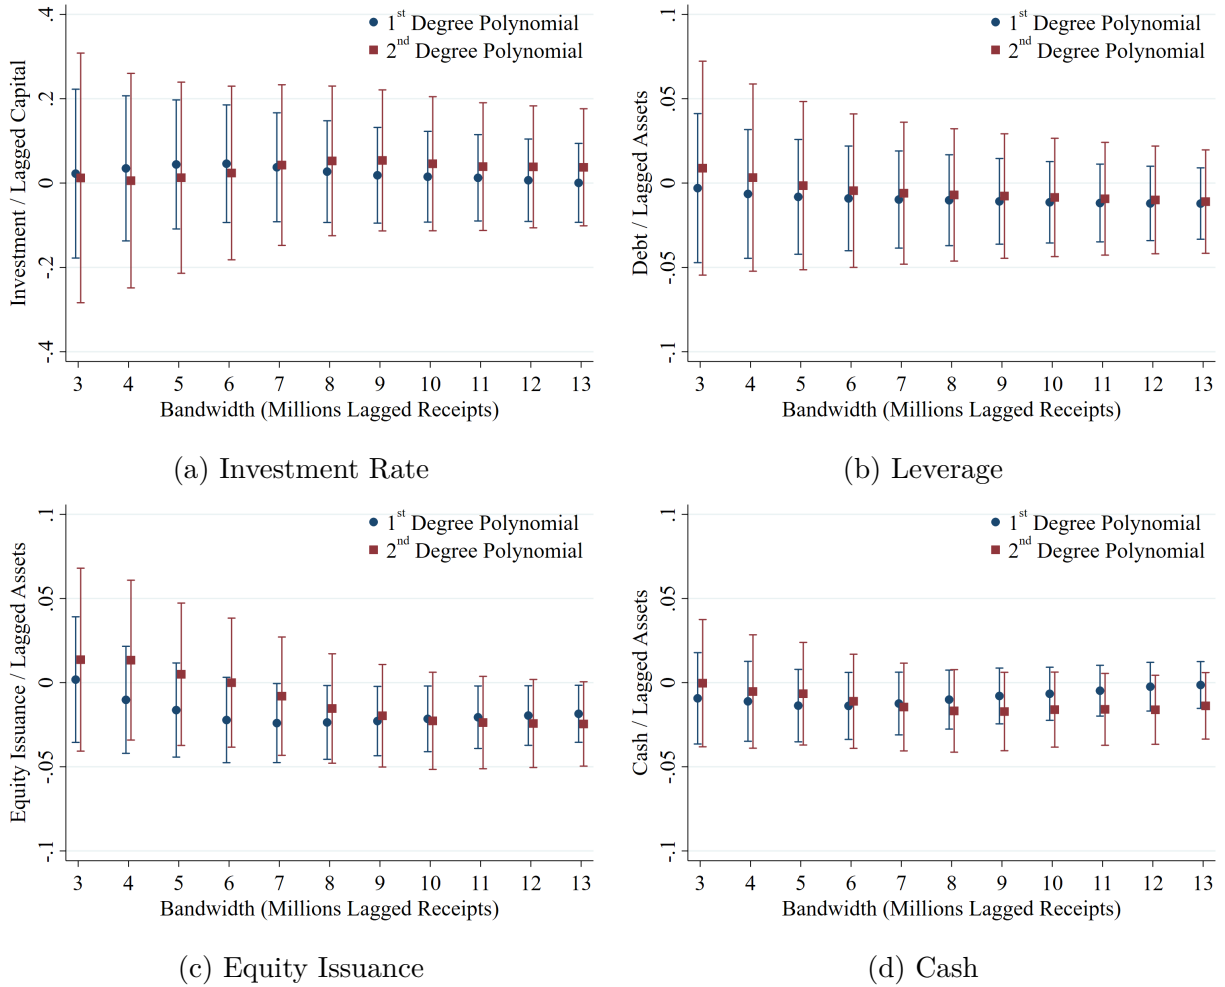 1st Degree Polynomial
2nd Degree Polynomial
Investment / Lagged Capital
.4
.2
0
-.2
-.4
3 4 5 6 7 8 9 10 11 12 13
Bandwidth (Millions Lagged Receipts)
(a) Investment Rate
1st Degree Polynomial
2nd Degree Polynomial
Debt / Lagged Assets
.1
.05
0
-.05
-.1
3 4 5 6 7 8 9 10 11 12 13
Bandwidth (Millions Lagged Receipts)
(b) Leverage
1st Degree Polynomial
2nd Degree Polynomial
Equity Issuance / Lagged Assets
.1
.05
0
-.05
-.1
3 4 5 6 7 8 9 10 11 12 13
Bandwidth (Millions Lagged Receipts)
(c) Equity Issuance
1st Degree Polynomial
2nd Degree Polynomial
Cash / Lagged Assets
.1
.05
0
-.05
-.1
3 4 5 6 7 8 9 10 11 12 13
Bandwidth (Millions Lagged Receipts)
(d) Cash